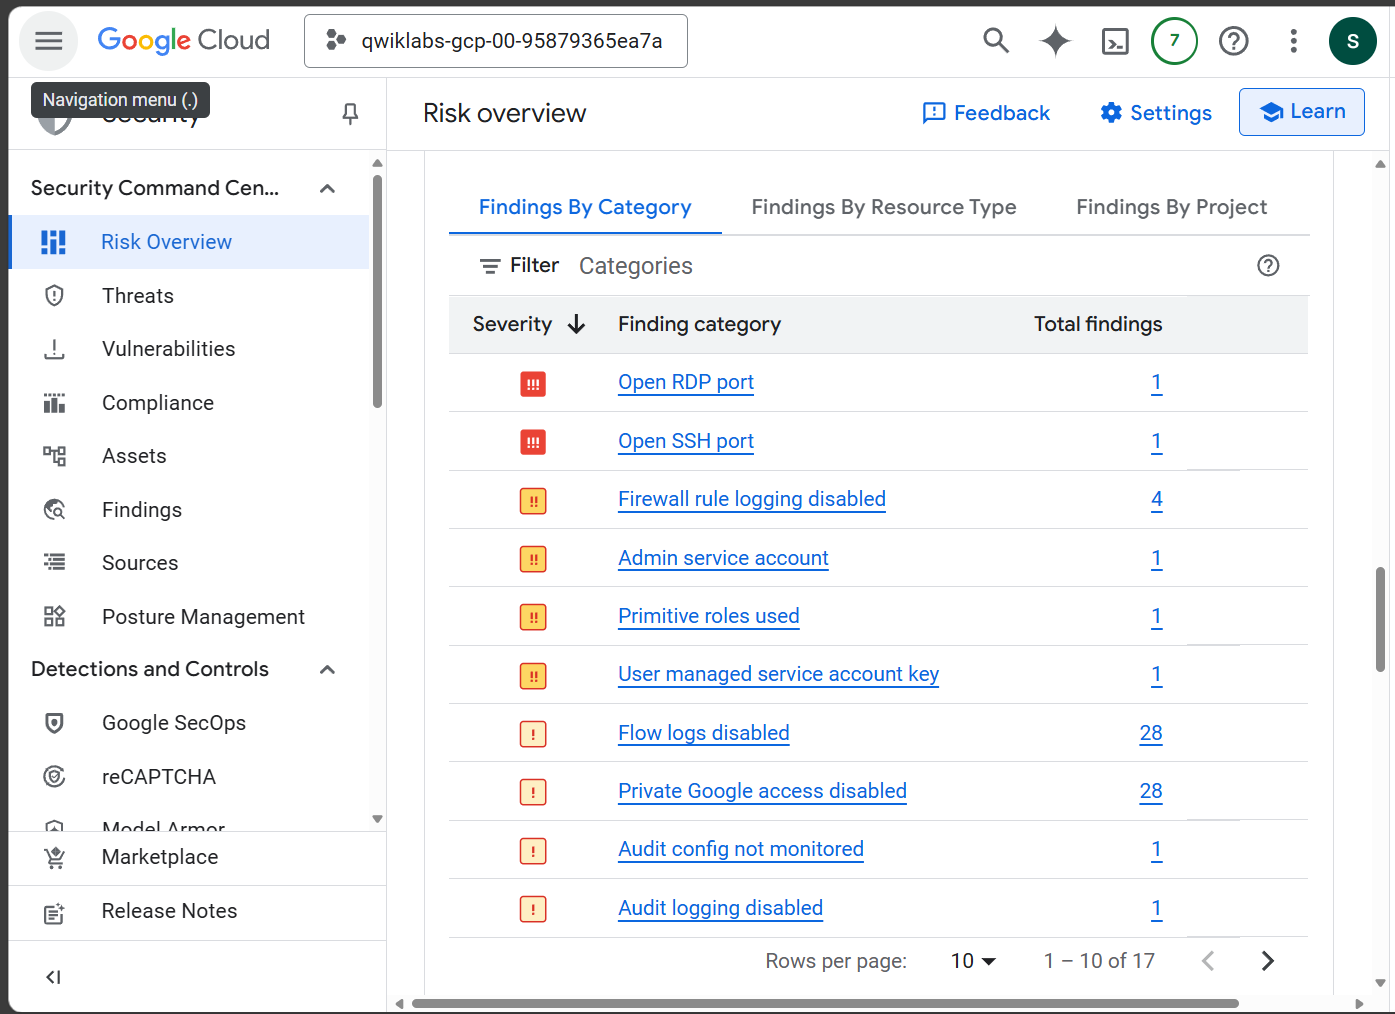 Google Cloud
qwiklabs-gcp-00-95879365ea7a
7
S
Navigation menu (.)
Security
Risk overview
Feedback
Settings
Learn
Security Command Cen...
Risk Overview
Threats
Vulnerabilities
Compliance
Assets
Findings
Sources
Posture Management
Detections and Controls
Google SecOps
reCAPTCHA
Model Armor
Marketplace
Release Notes
Findings By Category
Findings By Resource Type
Findings By Project
Filter Categories
Severity Finding category Total findings
Open RDP port 1
Open SSH port 1
Firewall rule logging disabled 4
Admin service account 1
Primitive roles used 1
User managed service account key 1
Flow logs disabled 28
Private Google access disabled 28
Audit config not monitored 1
Audit logging disabled 1
Rows per page: 10 1 – 10 of 17